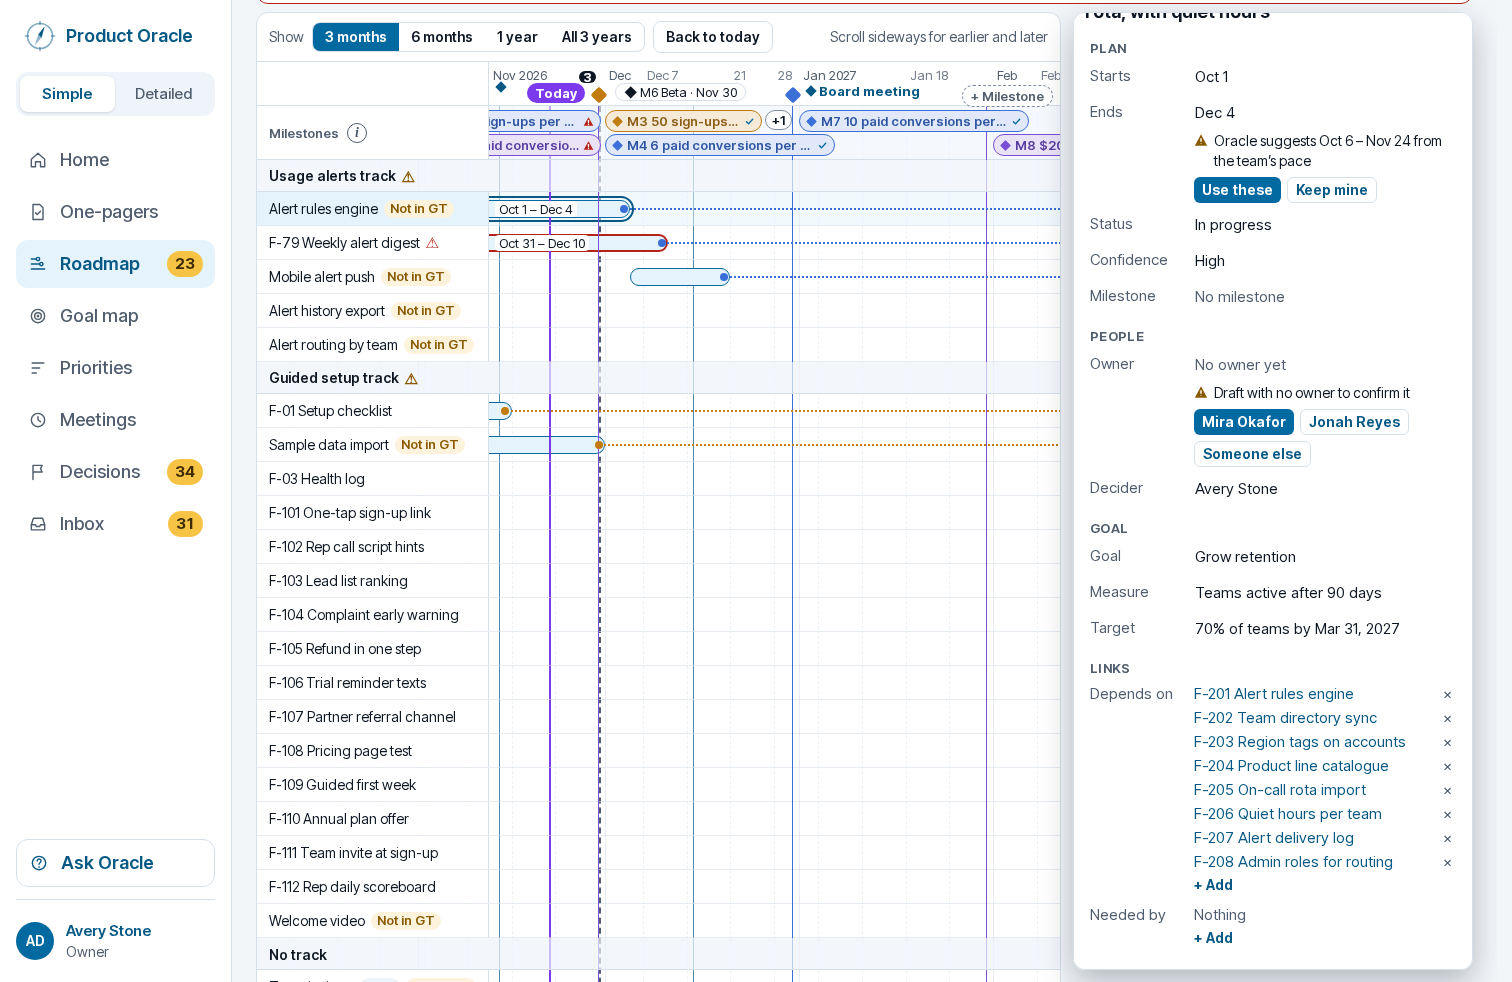 Product Oracle
Simple
Detailed
Home
One-pagers
Roadmap 23
Goal map
Priorities
Meetings
Decisions 34
Inbox 31
Ask Oracle
AD
Avery Stone
Owner
Show
3 months
6 months
1 year
All 3 years
Back to today
Scroll sideways for earlier and later
Nov 2026
3
Dec
Dec 7
21
28
Jan 2027
Jan 18
Feb
Feb
Today
M6 Beta · Nov 30
Board meeting
+ Milestone
Milestones i
ign-ups per ...
M3 50 sign-ups...
+1
M7 10 paid conversions per...
aid conversio...
M4 6 paid conversions per ...
M8 $20
Usage alerts track
Alert rules engine Not in GT
Oct 1 – Dec 4
F-79 Weekly alert digest
Oct 31 – Dec 10
Mobile alert push Not in GT
Alert history export Not in GT
Alert routing by team Not in GT
Guided setup track
F-01 Setup checklist
Sample data import Not in GT
F-03 Health log
F-101 One-tap sign-up link
F-102 Rep call script hints
F-103 Lead list ranking
F-104 Complaint early warning
F-105 Refund in one step
F-106 Trial reminder texts
F-107 Partner referral channel
F-108 Pricing page test
F-109 Guided first week
F-110 Annual plan offer
F-111 Team invite at sign-up
F-112 Rep daily scoreboard
Welcome video Not in GT
No track
rota, with quiet hours
PLAN
Starts Oct 1
Ends Dec 4
Oracle suggests Oct 6 – Nov 24 from
the team's pace
Use these
Keep mine
Status In progress
Confidence High
Milestone No milestone
PEOPLE
Owner No owner yet
Draft with no owner to confirm it
Mira Okafor
Jonah Reyes
Someone else
Decider Avery Stone
GOAL
Goal Grow retention
Measure Teams active after 90 days
Target 70% of teams by Mar 31, 2027
LINKS
Depends on F-201 Alert rules engine ×
F-202 Team directory sync ×
F-203 Region tags on accounts ×
F-204 Product line catalogue ×
F-205 On-call rota import ×
F-206 Quiet hours per team ×
F-207 Alert delivery log ×
F-208 Admin roles for routing ×
+ Add
Needed by Nothing
+ Add